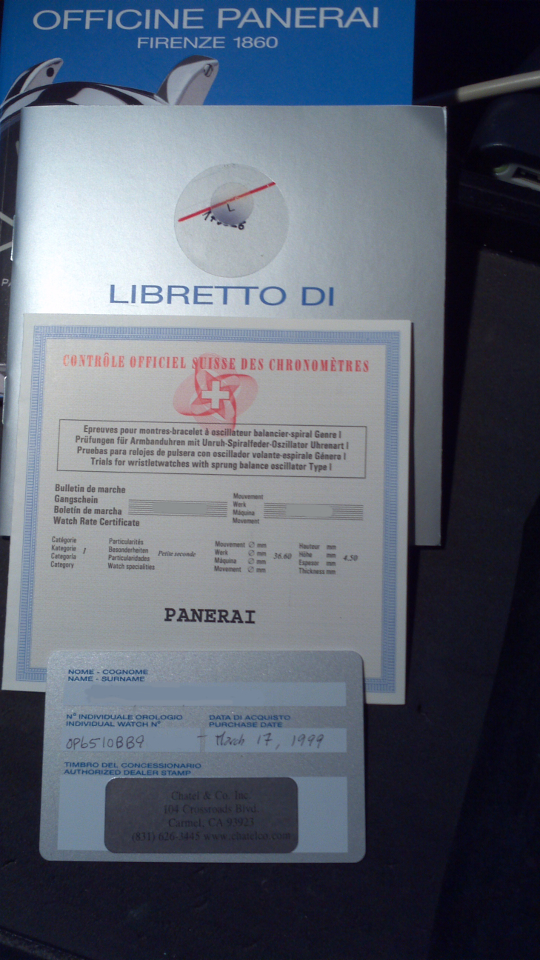 OFFICINE PANERAI
FIRENZE 1860
LIBRETTO DI
CONTRÔLE OFFICIEL SUISSE DES CHRONOMÈTRES
Epreuves pour montres-bracelet à oscillateur balancier-spiral Genre I
Prüfungen für Armbanduhren mit Unruh-Spiralfeder-Oszillator Uhrenart I
Pruebas para relojes de pulsera con oscilador volante-espirale Género I
Trials for wristletwatches with sprung balance oscillator Type I
Bulletin de marche
Gangschein
Boletin de marcha
Watch Rate Certificate
Mouvement
Werk
Máquina
Movement
Catégorie
Kategorie
Categoria
Category
1
Particularités
Besonderheiten
Particularidades
Watch specialities
Petite seconde
Mouvement ∅ mm
Werk ∅ mm
Máquina ∅ mm
Movement ∅ mm
36.60
Hauteur mm
Höhe mm
Espesor mm
Thickness mm
4.50
PANERAI
NOME - COGNOME
NAME - SURNAME
N° INDIVIDUALE OROLOGIO
INDIVIDUAL WATCH N°
OP6510BB9
DATA DI ACQUISTO
PURCHASE DATE
March 17, 1999
TIMBRO DEL CONCESSIONARIO
AUTHORIZED DEALER STAMP
Chatel & Co. Inc.
104 Crossroads Blvd.
Carmel, CA 93923
(831) 626-3445 www.chatelco.com